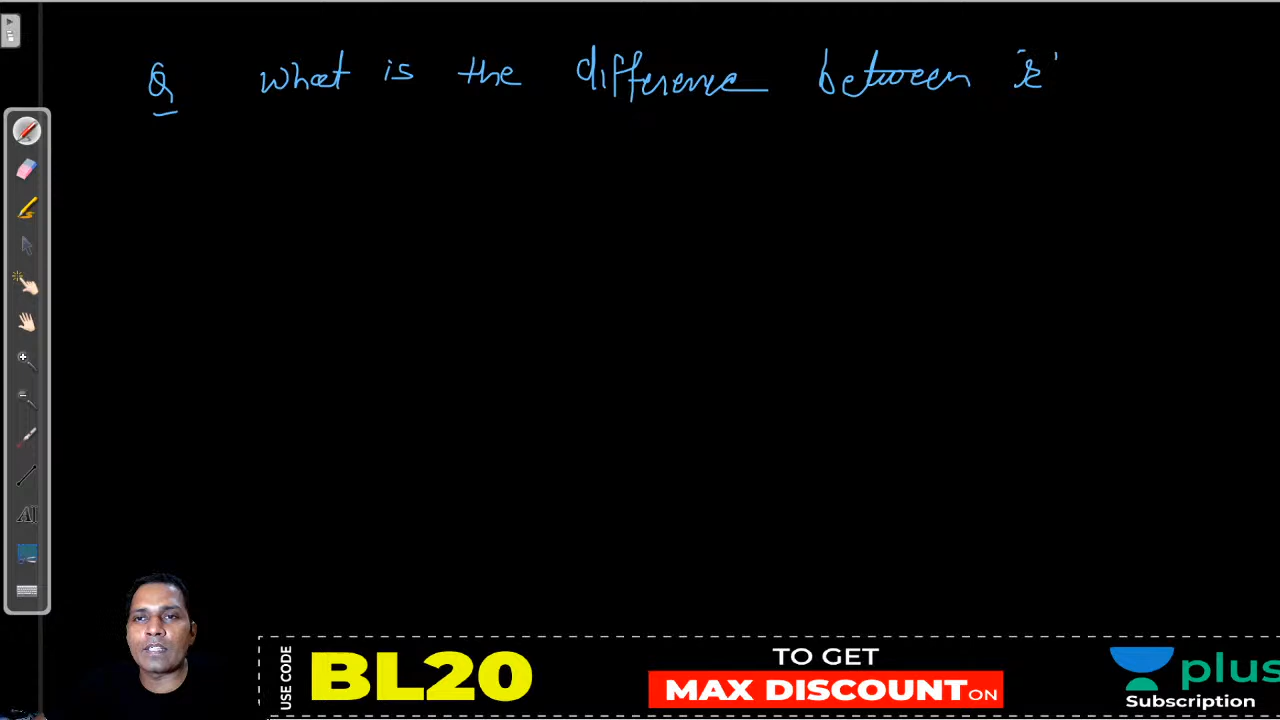 Q what is the difference between 'k'
USE CODE
BL20
TO GET
MAX DISCOUNT ON
plus
Subscription